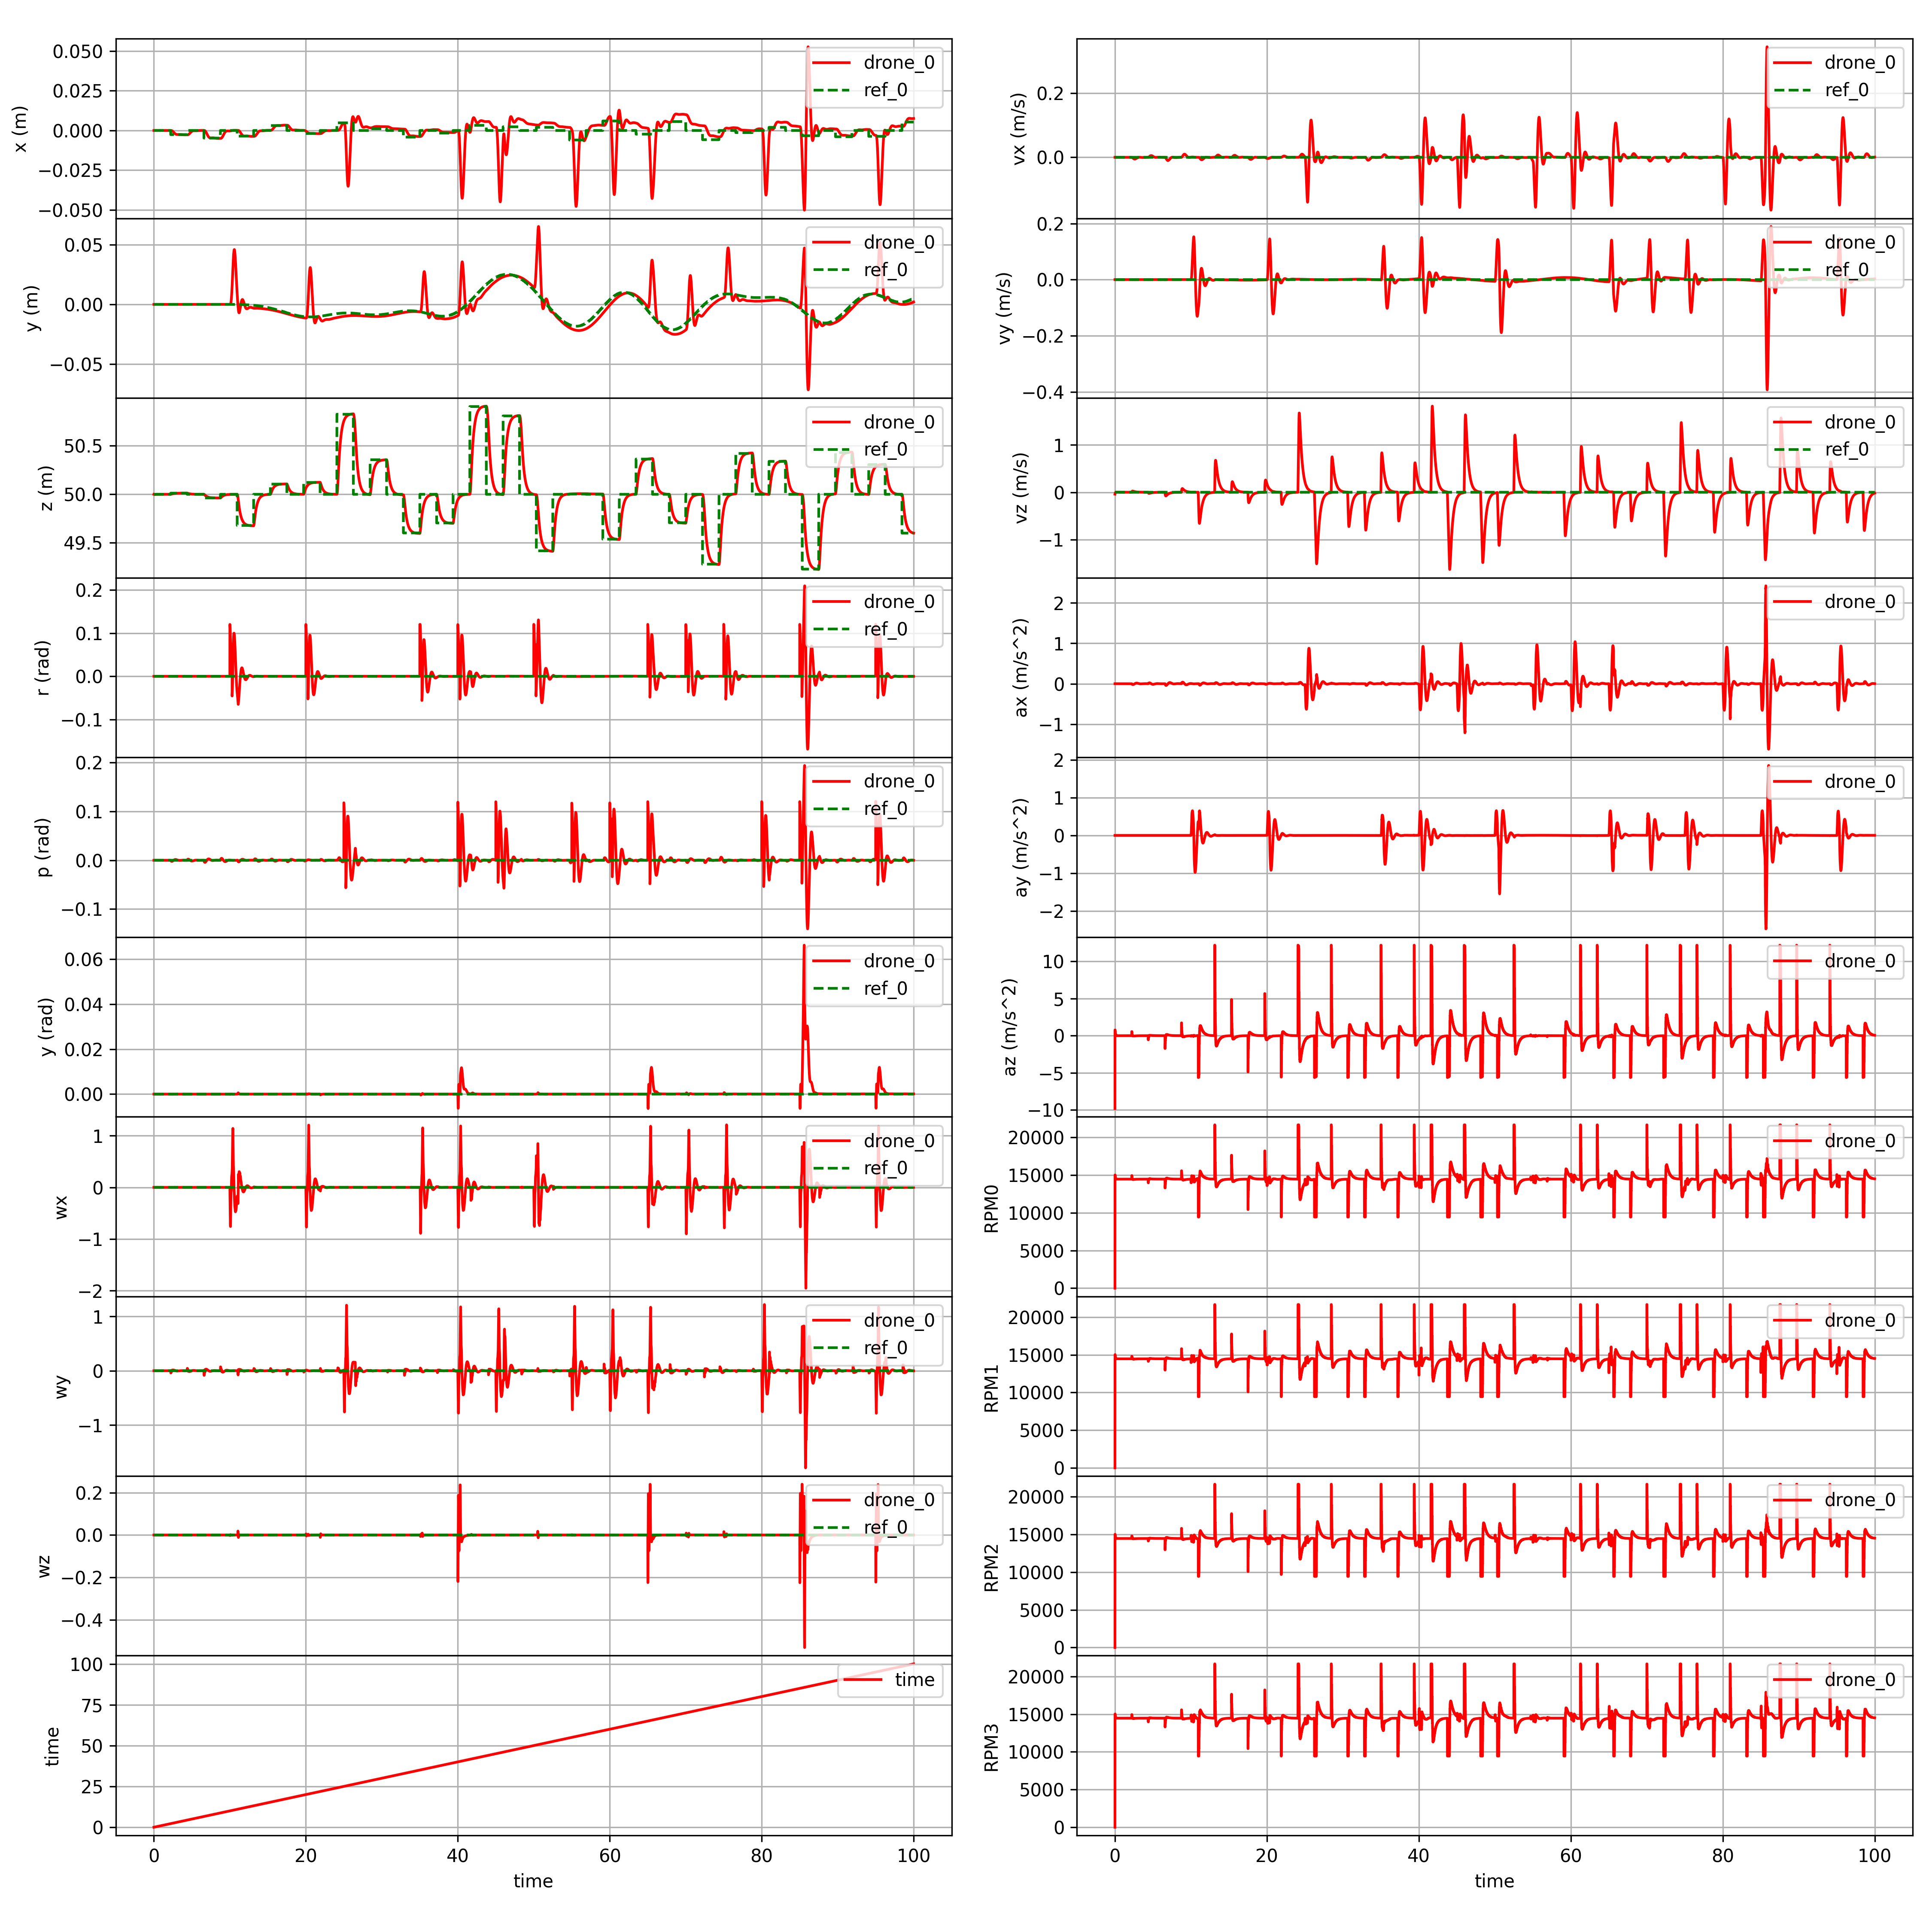 0.050
0.025
0.000
−0.025
−0.050
x (m)
drone_0
ref_0
0.05
0.00
−0.05
y (m)
drone_0
ref_0
50.5
50.0
49.5
z (m)
drone_0
ref_0
0.2
0.1
0.0
−0.1
r (rad)
drone_0
ref_0
0.2
0.1
0.0
−0.1
p (rad)
drone_0
ref_0
0.06
0.04
0.02
0.00
y (rad)
drone_0
ref_0
1
0
−1
−2
wx
drone_0
ref_0
1
0
−1
wy
drone_0
ref_0
0.2
0.0
−0.2
−0.4
wz
drone_0
ref_0
100
75
50
25
0
time
time
0 20 40 60 80 100
time
0.2
0.0
vx (m/s)
drone_0
ref_0
0.2
0.0
−0.2
−0.4
vy (m/s)
drone_0
ref_0
1
0
−1
vz (m/s)
drone_0
ref_0
2
1
0
−1
ax (m/s^2)
drone_0
2
1
0
−1
−2
ay (m/s^2)
drone_0
10
5
0
−5
−10
az (m/s^2)
drone_0
20000
15000
10000
5000
0
RPM0
drone_0
20000
15000
10000
5000
0
RPM1
drone_0
20000
15000
10000
5000
0
RPM2
drone_0
20000
15000
10000
5000
0
RPM3
drone_0
0 20 40 60 80 100
time